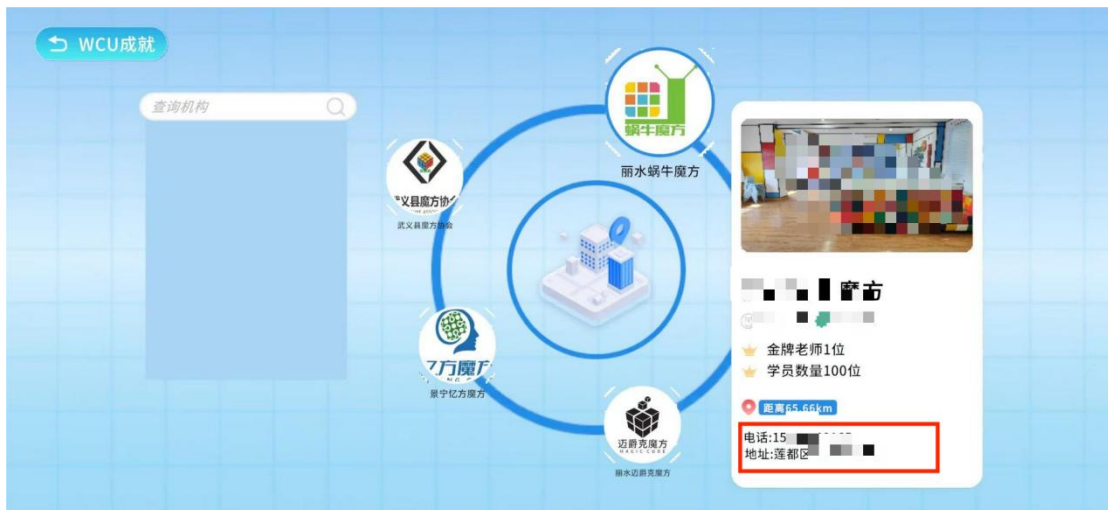 WCU成就
查询机构
蜗牛魔方
丽水蜗牛魔方
武义县魔方协会
武义县魔方协会
亿方魔方
景宁亿方魔方
迈爵克魔方
MAGIC CUBE
丽水迈爵克魔方
魔方
金牌老师1位
学员数量100位
距离65.66km
电话:15
地址:莲都区